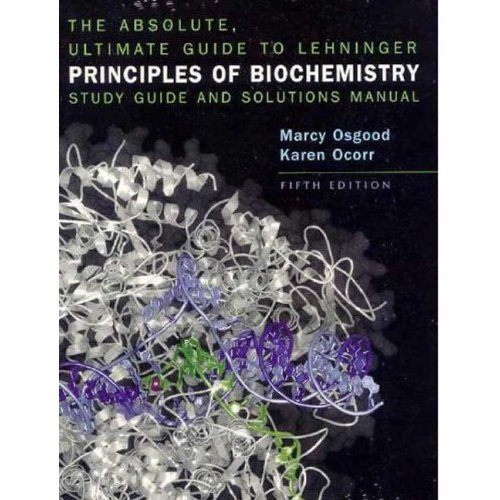 THE ABSOLUTE,
ULTIMATE GUIDE TO LEHNINGER
PRINCIPLES OF BIOCHEMISTRY
STUDY GUIDE AND SOLUTIONS MANUAL
Marcy Osgood
Karen Ocorr
FIFTH EDITION